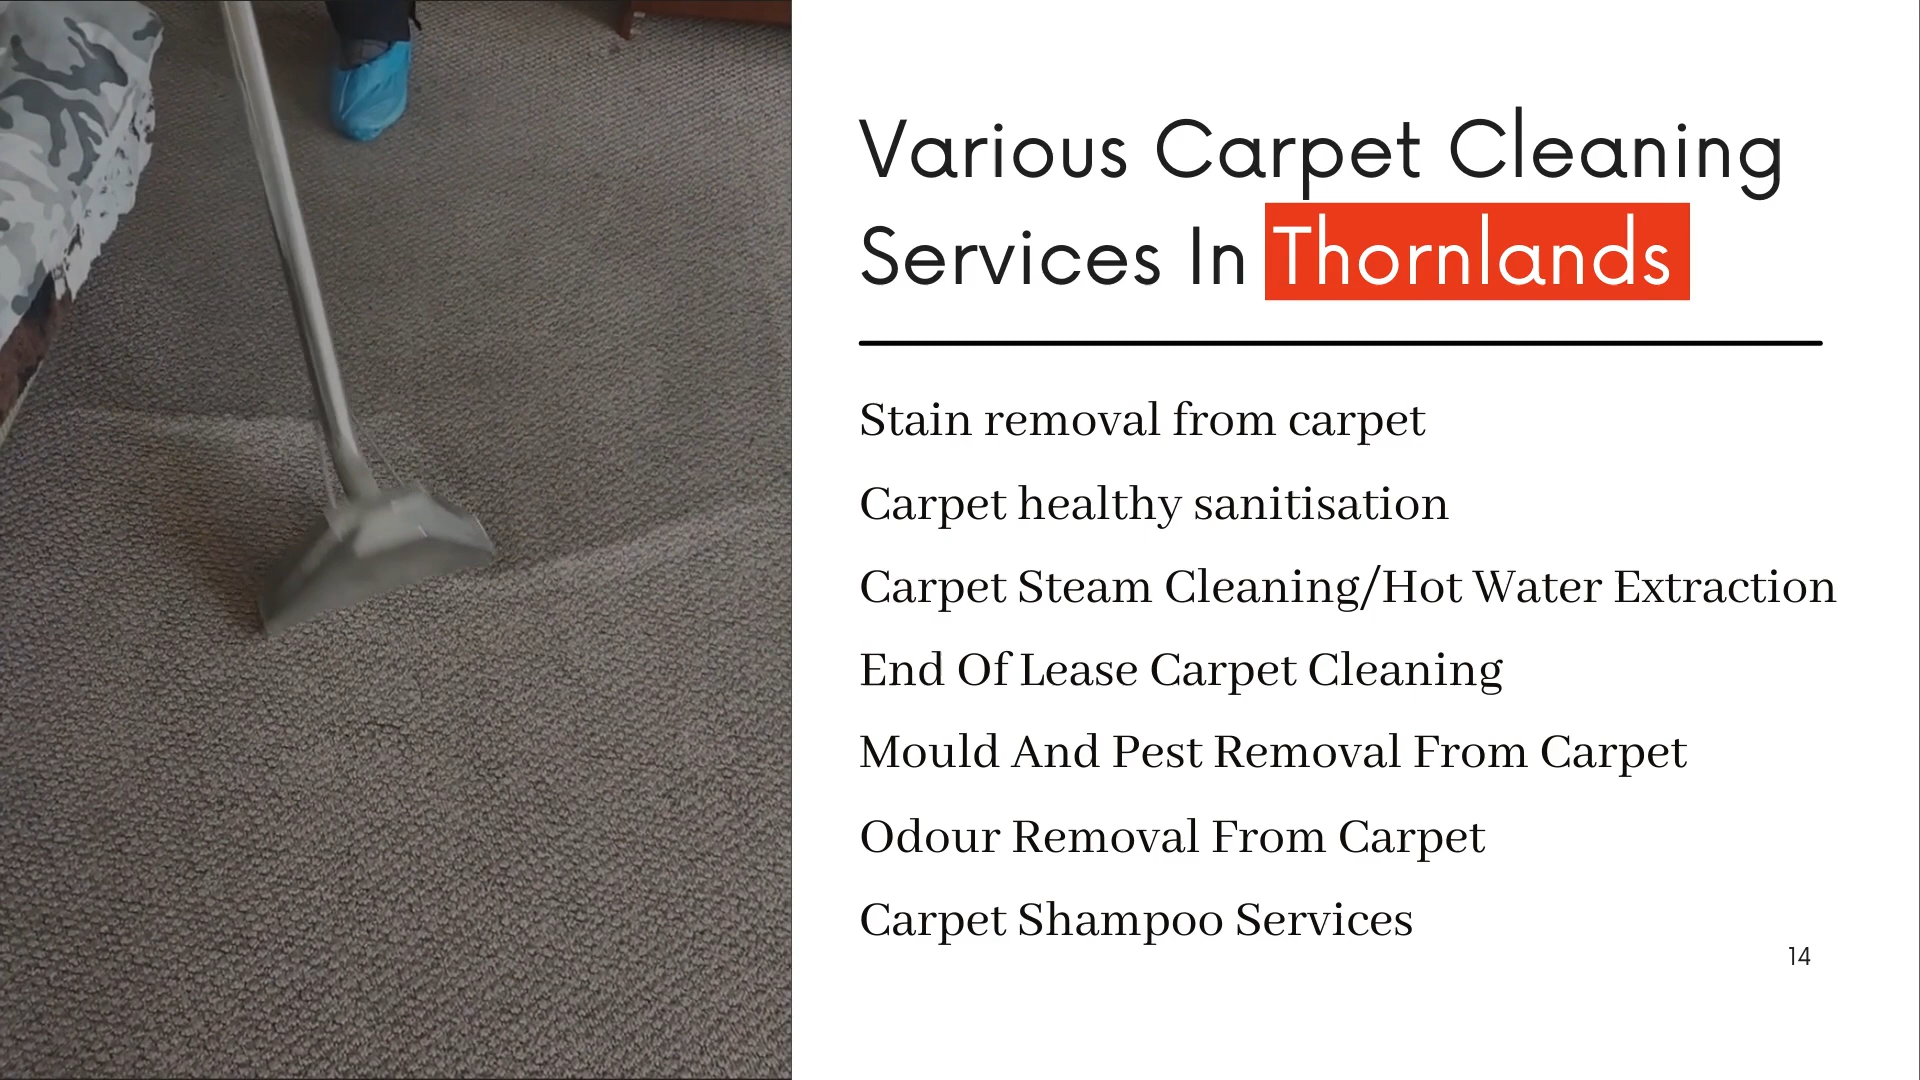 Various Carpet Cleaning
Services In Thornlands
Stain removal from carpet
Carpet healthy sanitisation
Carpet Steam Cleaning/Hot Water Extraction
End Of Lease Carpet Cleaning
Mould And Pest Removal From Carpet
Odour Removal From Carpet
Carpet Shampoo Services
14